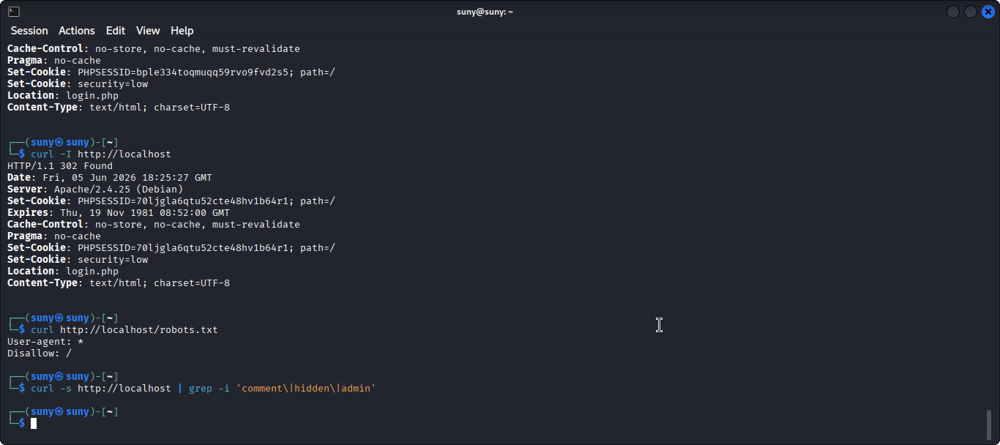 suny@suny: ~
Session Actions Edit View Help
Cache-Control: no-store, no-cache, must-revalidate
Pragma: no-cache
Set-Cookie: PHPSESSID=bple334toqmuqq59rvo9fvd2s5; path=/
Set-Cookie: security=low
Location: login.php
Content-Type: text/html; charset=UTF-8
┌──(suny㉿suny)-[~]
└─$ curl -I http://localhost
HTTP/1.1 302 Found
Date: Fri, 05 Jun 2026 18:25:27 GMT
Server: Apache/2.4.25 (Debian)
Set-Cookie: PHPSESSID=70ljgla6qtu52cte48hv1b64r1; path=/
Expires: Thu, 19 Nov 1981 08:52:00 GMT
Cache-Control: no-store, no-cache, must-revalidate
Pragma: no-cache
Set-Cookie: PHPSESSID=70ljgla6qtu52cte48hv1b64r1; path=/
Set-Cookie: security=low
Location: login.php
Content-Type: text/html; charset=UTF-8
┌──(suny㉿suny)-[~]
└─$ curl http://localhost/robots.txt
User-agent: *
Disallow: /
┌──(suny㉿suny)-[~]
└─$ curl -s http://localhost | grep -i 'comment\|hidden\|admin'
┌──(suny㉿suny)-[~]
└─$